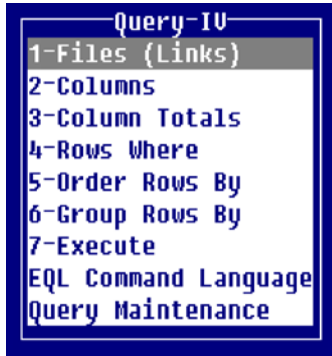 Query-IV
1-Files (Links)
2-Columns
3-Column Totals
4-Rows Where
5-Order Rows By
6-Group Rows By
7-Execute
EQL Command Language
Query Maintenance